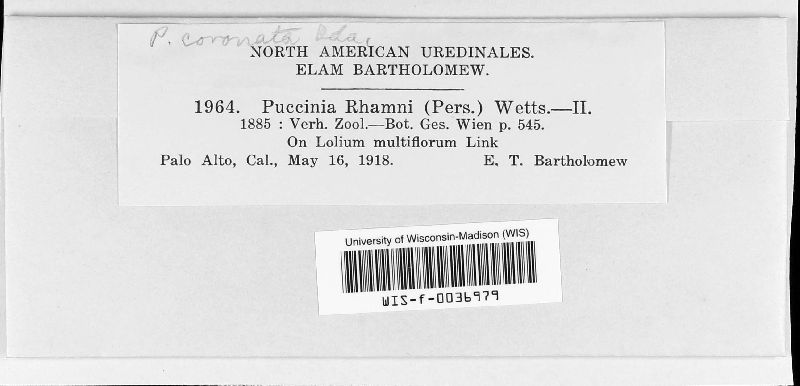 P. coronata Cda.
NORTH AMERICAN UREDINALES.
ELAM BARTHOLOMEW.
1964. Puccinia Rhamni (Pers.) Wetts.—II.
1885 : Verh. Zool.—Bot. Ges. Wien p. 545.
On Lolium multiflorum Link
Palo Alto, Cal., May 16, 1918. E. T. Bartholomew
University of Wisconsin-Madison (WIS)
WIS-f-0036979